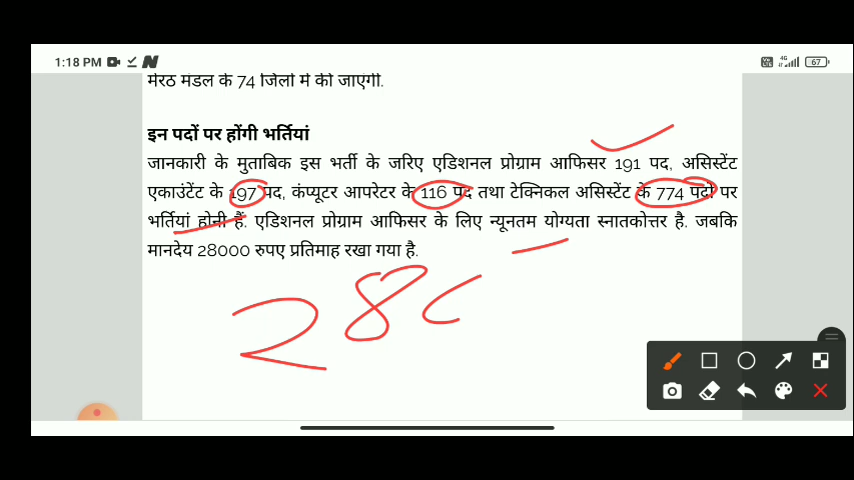 1:18 PM
4G
67
मेरठ मंडल के 74 जिलों में की जाएंगी.
इन पदों पर होंगी भर्तियां
जानकारी के मुताबिक इस भर्ती के जरिए एडिशनल प्रोग्राम आफिसर 191 पद, असिस्टेंट
एकाउंटेंट के 197 पद, कंप्यूटर आपरेटर के 116 पद तथा टेक्निकल असिस्टेंट के 774 पदों पर
भर्तियां होनी हैं. एडिशनल प्रोग्राम आफिसर के लिए न्यूनतम योग्यता स्नातकोत्तर है. जबकि
मानदेय 28000 रुपए प्रतिमाह रखा गया है.
28